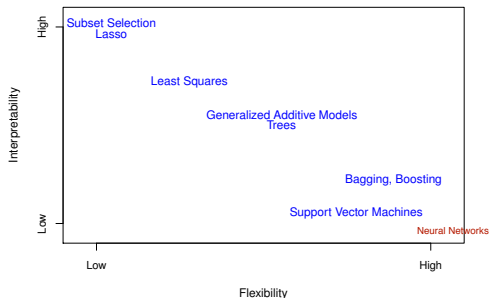 High
Subset Selection
Lasso
Least Squares
Generalized Additive Models
Trees
Interpretability
Bagging, Boosting
Support Vector Machines
Low
Neural Networks
Low
High
Flexibility